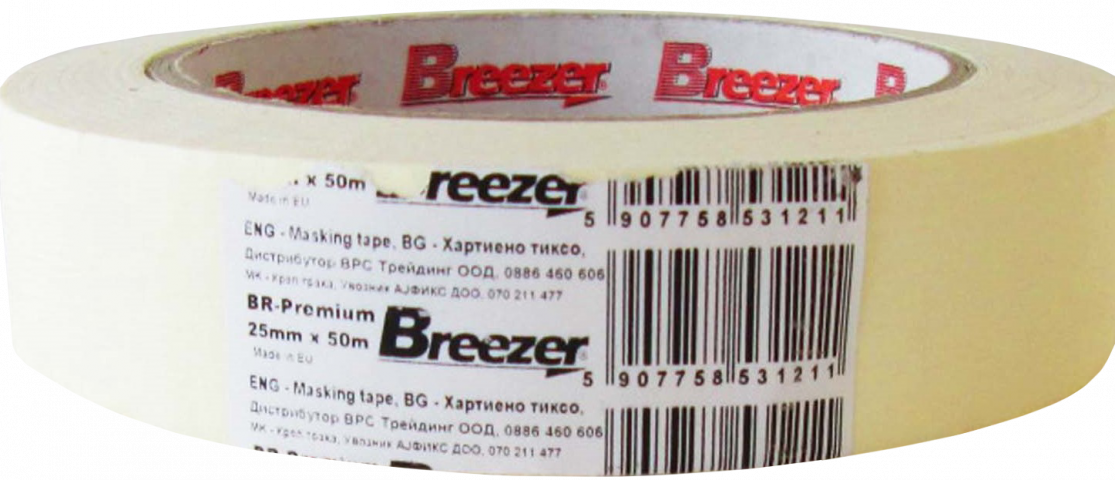 Breezer Breezer
x 50m reezer
Made in EU
5 907758 531211
ENG - Masking tape, BG - Хартиено тиксо,
Дистрибутор ВРС Трейдинг ООД, 0886 460 606
МК - Креп трака, Увозник АЈФИКС ДОО, 070 211 477
BR-Premium
25mm x 50m Breezer
Made in EU
5 907758 531211
ENG - Masking tape, BG - Хартиено тиксо,
Дистрибутор ВРС Трейдинг ООД, 0886 460 606
МК - Креп трака, Увозник АЈФИКС ДОО, 070 211 477